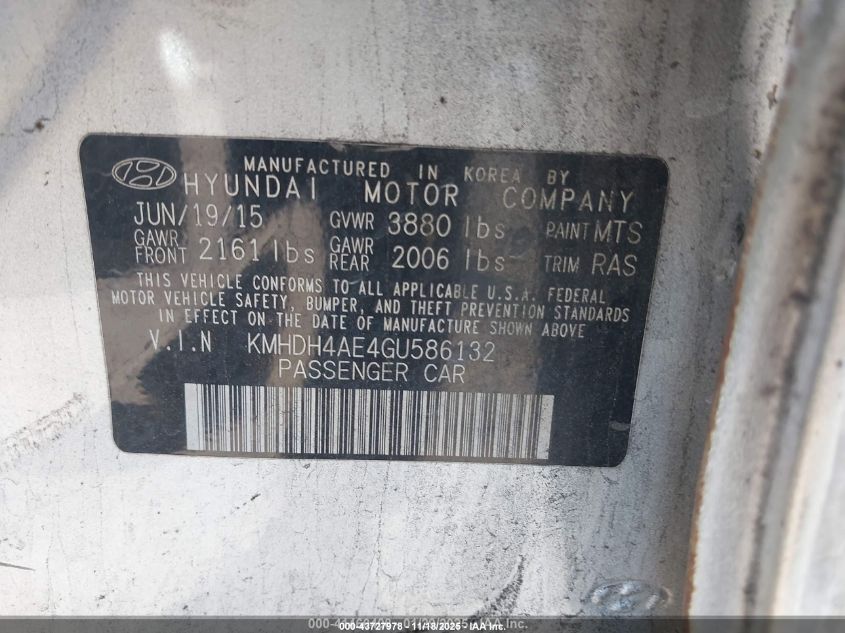 MANUFACTURED IN KOREA BY
HYUNDAI MOTOR COMPANY
JUN/19/15 GVWR 3880 lbs PAINT MTS
GAWR FRONT 2161 lbs GAWR REAR 2006 lbs TRIM RAS
THIS VEHICLE CONFORMS TO ALL APPLICABLE U.S.A. FEDERAL
MOTOR VEHICLE SAFETY, BUMPER, AND THEFT PREVENTION STANDARDS
IN EFFECT ON THE DATE OF MANUFACTURE SHOWN ABOVE
V.I.N KMHDH4AE4GU586132
PASSENGER CAR
000-43727978 - 11/18/2025 - IAA Inc.